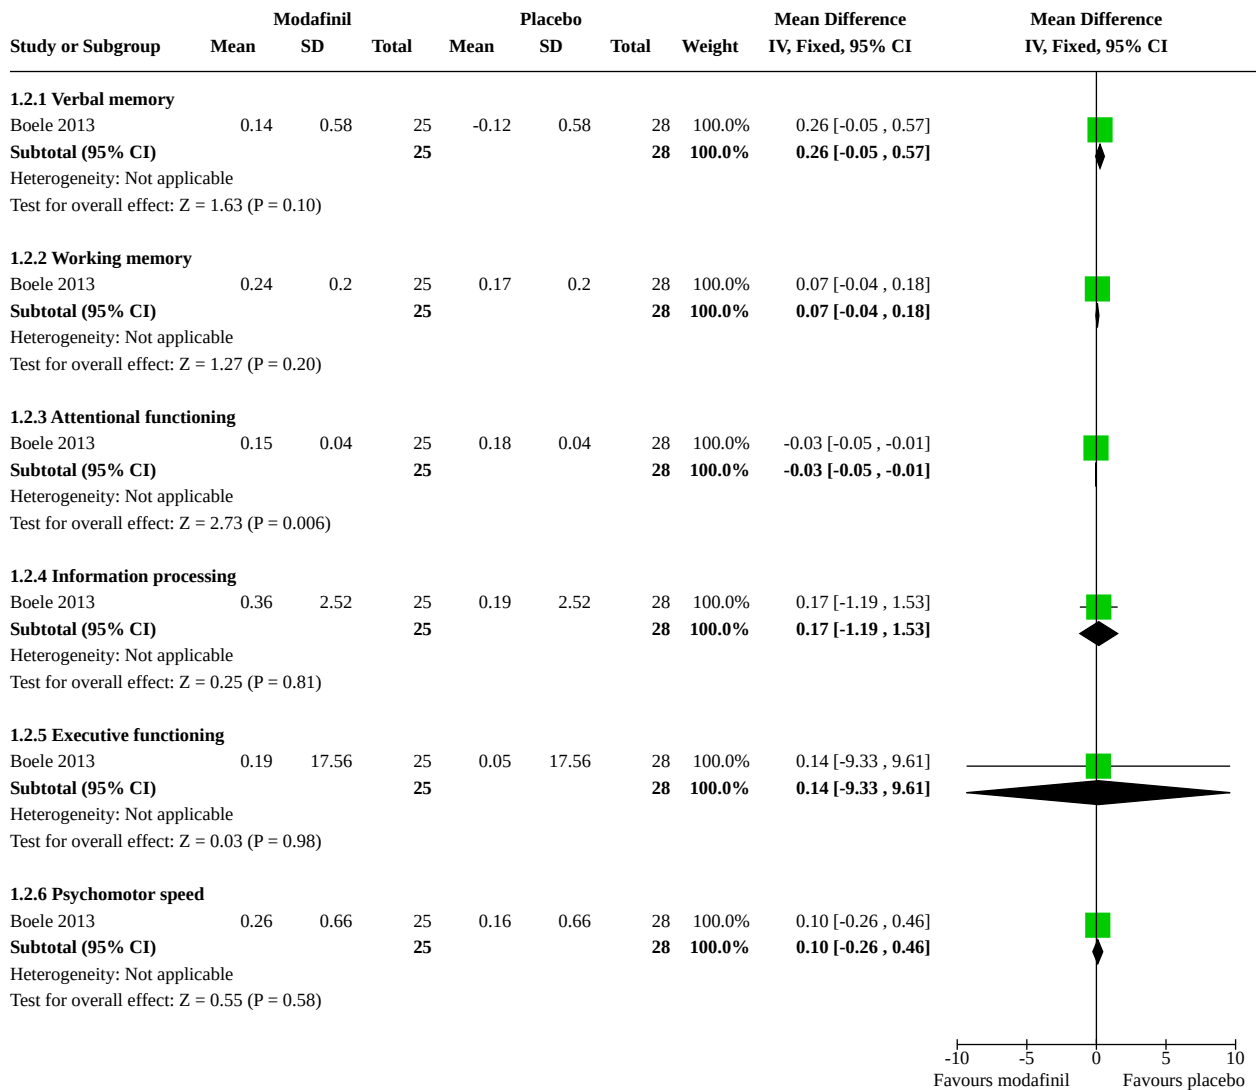 Modafinil Placebo Mean Difference Mean Difference
Study or Subgroup Mean SD Total Mean SD Total Weight IV, Fixed, 95% CI IV, Fixed, 95% CI
1.2.1 Verbal memory
Boele 2013 0.14 0.58 25 -0.12 0.58 28 100.0% 0.26 [-0.05 , 0.57]
Subtotal (95% CI) 25 28 100.0% 0.26 [-0.05 , 0.57]
Heterogeneity: Not applicable
Test for overall effect: Z = 1.63 (P = 0.10)
1.2.2 Working memory
Boele 2013 0.24 0.2 25 0.17 0.2 28 100.0% 0.07 [-0.04 , 0.18]
Subtotal (95% CI) 25 28 100.0% 0.07 [-0.04 , 0.18]
Heterogeneity: Not applicable
Test for overall effect: Z = 1.27 (P = 0.20)
1.2.3 Attentional functioning
Boele 2013 0.15 0.04 25 0.18 0.04 28 100.0% -0.03 [-0.05 , -0.01]
Subtotal (95% CI) 25 28 100.0% -0.03 [-0.05 , -0.01]
Heterogeneity: Not applicable
Test for overall effect: Z = 2.73 (P = 0.006)
1.2.4 Information processing
Boele 2013 0.36 2.52 25 0.19 2.52 28 100.0% 0.17 [-1.19 , 1.53]
Subtotal (95% CI) 25 28 100.0% 0.17 [-1.19 , 1.53]
Heterogeneity: Not applicable
Test for overall effect: Z = 0.25 (P = 0.81)
1.2.5 Executive functioning
Boele 2013 0.19 17.56 25 0.05 17.56 28 100.0% 0.14 [-9.33 , 9.61]
Subtotal (95% CI) 25 28 100.0% 0.14 [-9.33 , 9.61]
Heterogeneity: Not applicable
Test for overall effect: Z = 0.03 (P = 0.98)
1.2.6 Psychomotor speed
Boele 2013 0.26 0.66 25 0.16 0.66 28 100.0% 0.10 [-0.26 , 0.46]
Subtotal (95% CI) 25 28 100.0% 0.10 [-0.26 , 0.46]
Heterogeneity: Not applicable
Test for overall effect: Z = 0.55 (P = 0.58)
-10 -5 0 5 10
Favours modafinil Favours placebo